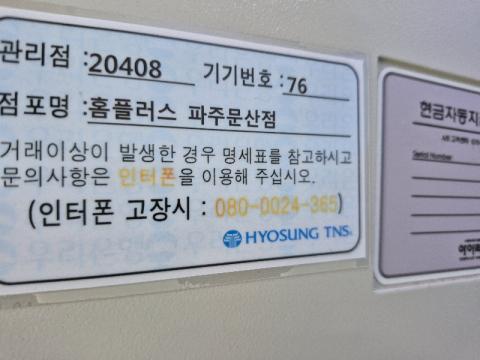 관리점 : 20408 기기번호 : 76
점포명 : 홈플러스 파주문산점
거래이상이 발생한 경우 명세표를 참고하시고
문의사항은 인터폰을 이용해 주십시오.
(인터폰 고장시 : 080-0024-365)
HYOSUNG TNS
현금자동지
Serial Number